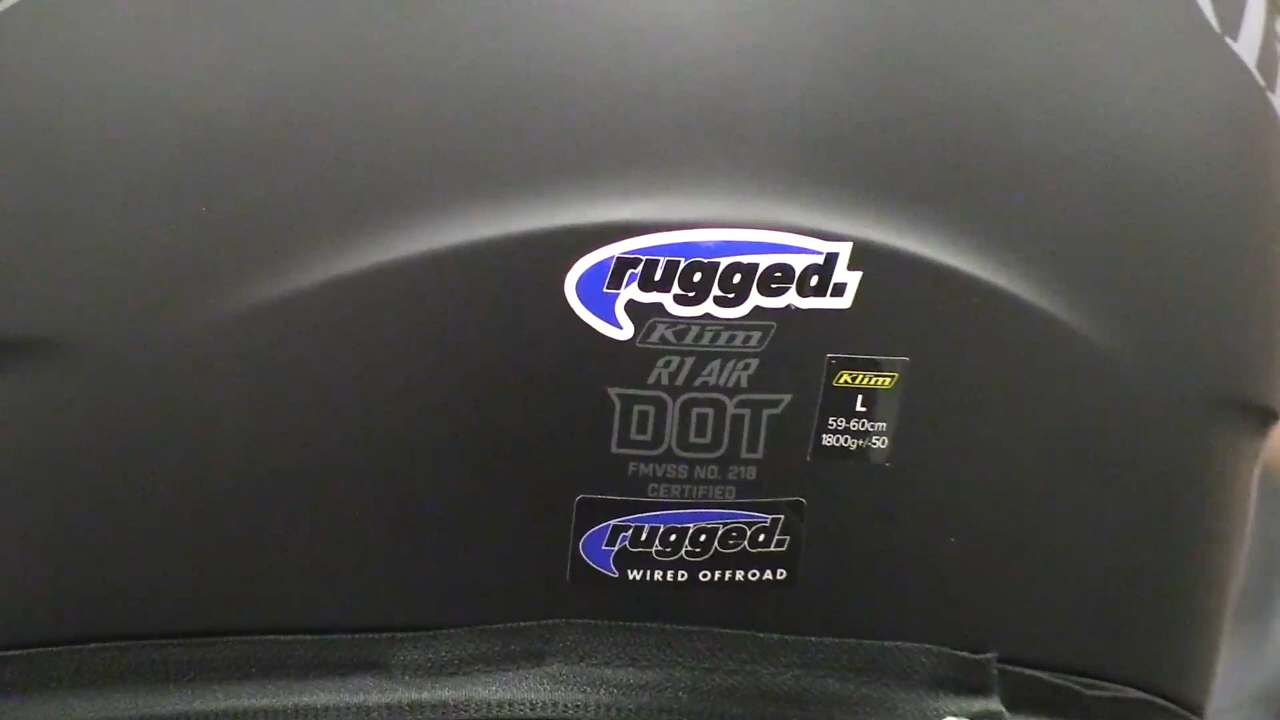 rugged.
Klim
R1 AIR
DOT
FMVSS NO. 218
CERTIFIED
Klim
L
59-60cm
1800g+/-50
rugged.
WIRED OFFROAD